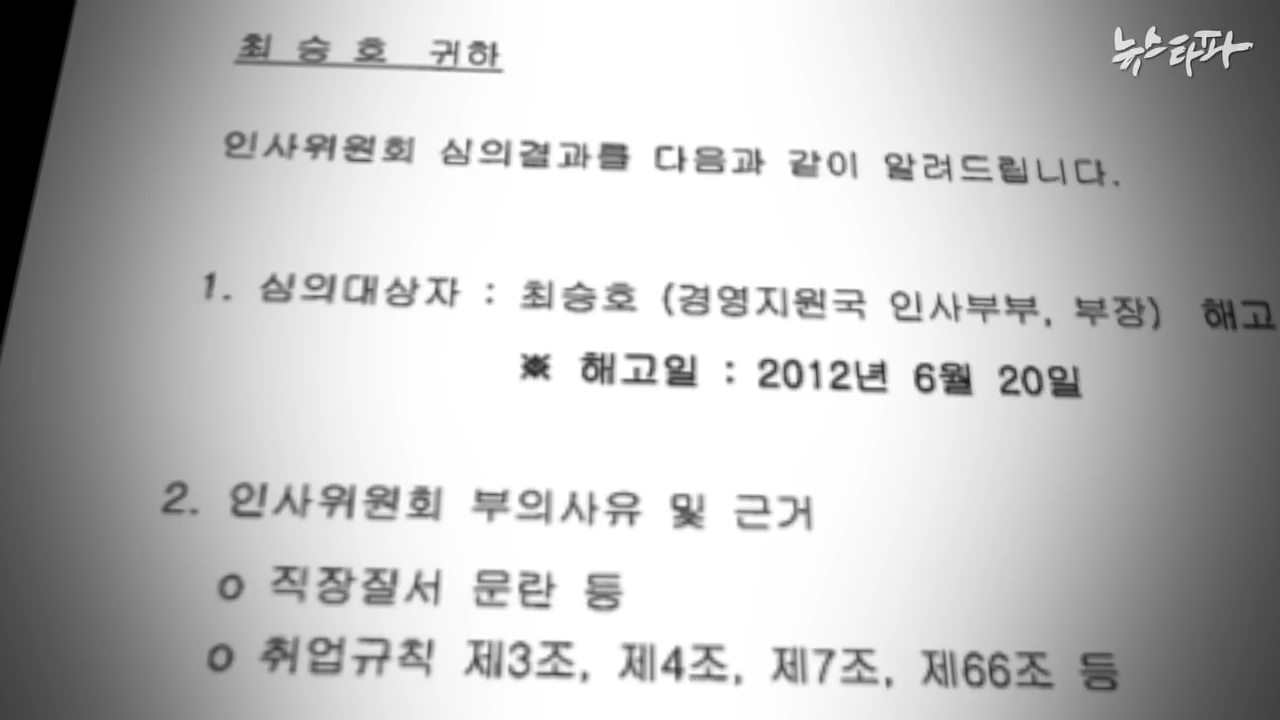 뉴스타파
최 승 호 귀하
인사위원회 심의결과를 다음과 같이 알려드립니다.
1. 심의대상자 : 최승호 (경영지원국 인사부부, 부장) 해고
※ 해고일 : 2012년 6월 20일
2. 인사위원회 부의사유 및 근거
o 직장질서 문란 등
o 취업규칙 제3조, 제4조, 제7조, 제66조 등